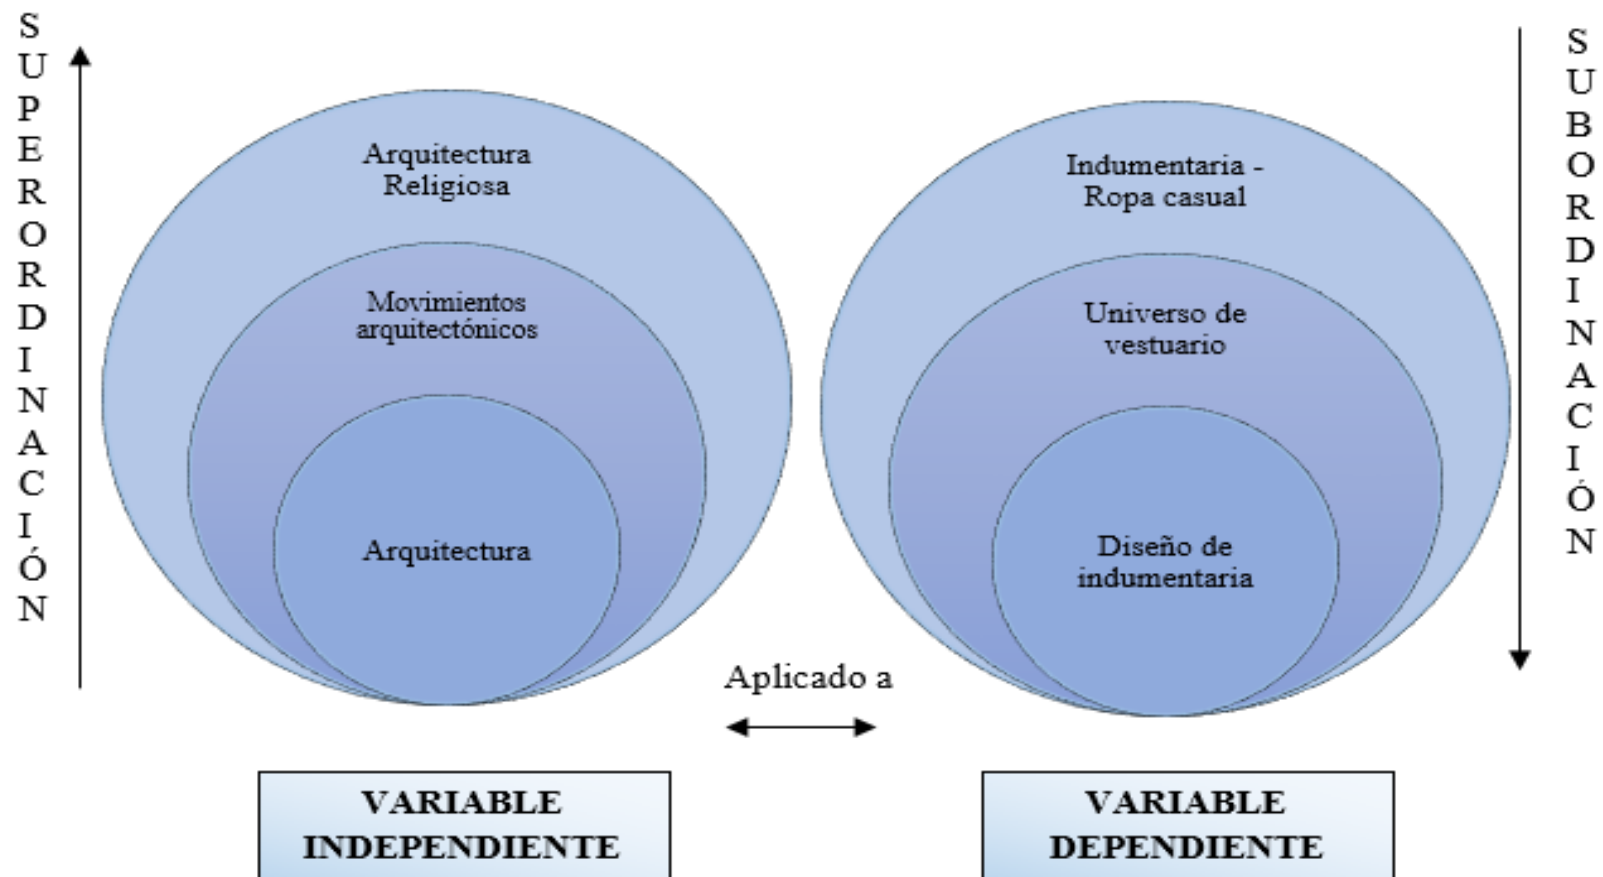 SUPERORDINACIÓN
Arquitectura
Religiosa
Movimientos
arquitectónicos
Arquitectura
Indumentaria -
Ropa casual
Universo de
vestuario
Diseño de
indumentaria
SUBORDINACIÓN
Aplicado a
VARIABLE
INDEPENDIENTE
VARIABLE
DEPENDIENTE